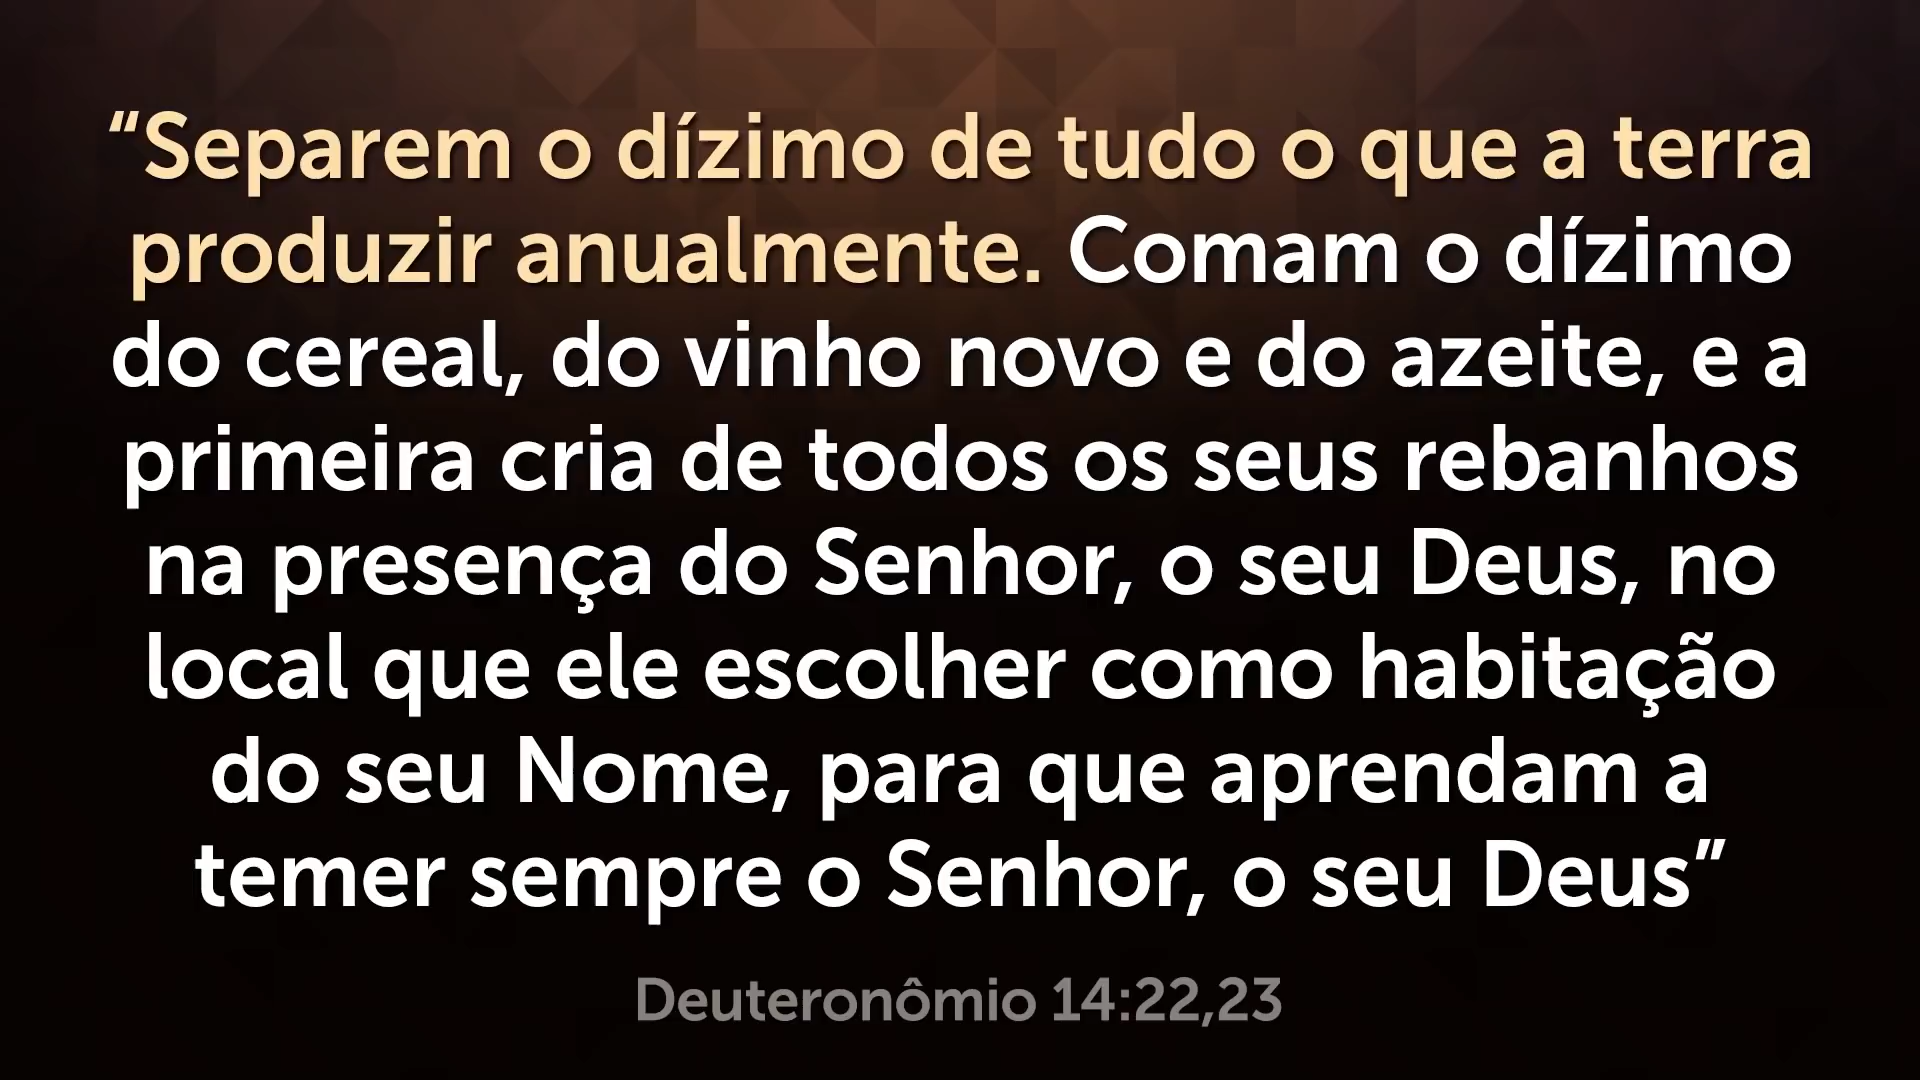 “Separem o dízimo de tudo o que a terra
produzir anualmente. Comam o dízimo
do cereal, do vinho novo e do azeite, e a
primeira cria de todos os seus rebanhos
na presença do Senhor, o seu Deus, no
local que ele escolher como habitação
do seu Nome, para que aprendam a
temer sempre o Senhor, o seu Deus”
Deuteronômio 14:22,23